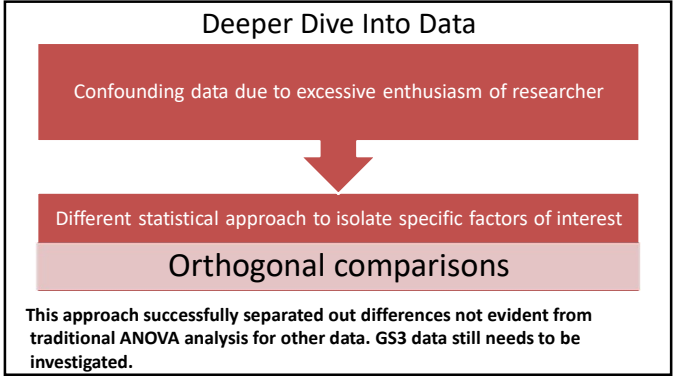 Deeper Dive Into Data
Confounding data due to excessive enthusiasm of researcher
Different statistical approach to isolate specific factors of interest
Orthogonal comparisons
This approach successfully separated out differences not evident from
traditional ANOVA analysis for other data. GS3 data still needs to be
investigated.